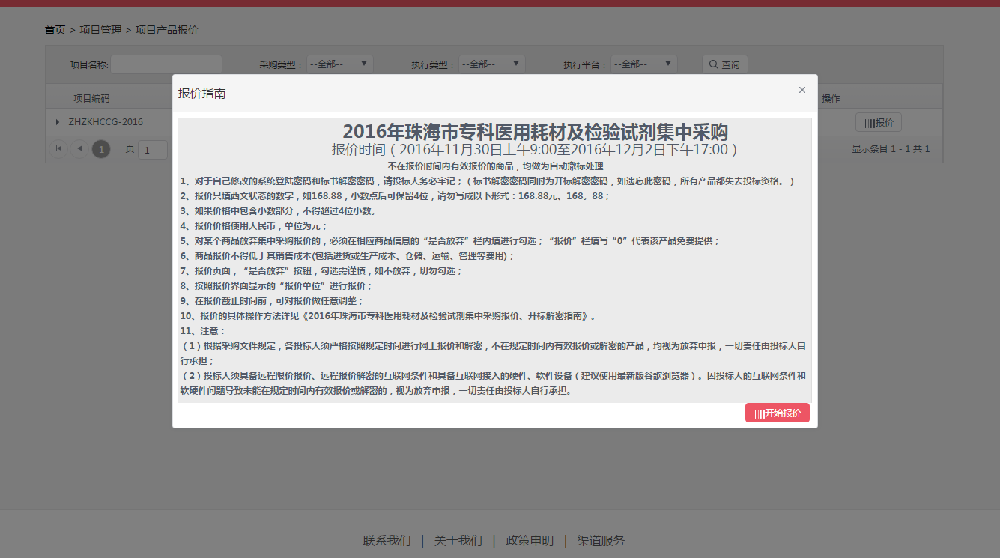 首页 > 项目管理 > 项目产品报价
项目名称: 采购类型： --全部-- 执行类型： --全部-- 执行平台： --全部-- 查询
报价指南 ×
项目编码 操作
ZHZKHCCG-2016 报价
1 页 1 显示条目 1 - 1 共 1
2016年珠海市专科医用耗材及检验试剂集中采购
报价时间（2016年11月30日上午9:00至2016年12月2日下午17:00）
不在报价时间内有效报价的商品，均做为自动撤标处理
1、对于自己修改的系统登陆密码和标书解密密码，请投标人务必牢记；（标书解密密码同时为开标解密密码，如遗忘此密码，所有产品都失去投标资格。）
2、报价只填西文状态的数字，如168.88，小数点后可保留4位，请勿写成以下形式：168.88元、168。88；
3、如果价格中包含小数部分，不得超过4位小数。
4、报价价格使用人民币，单位为元；
5、对某个商品放弃集中采购报价的，必须在相应商品信息的“是否放弃”栏内填进行勾选；“报价”栏填写“0”代表该产品免费提供；
6、商品报价不得低于其销售成本(包括进货或生产成本、仓储、运输、管理等费用)；
7、报价页面，“是否放弃”按钮，勾选需谨慎，如不放弃，切勿勾选；
8、按照报价界面显示的“报价单位”进行报价；
9、在报价截止时间前，可对报价做任意调整；
10、报价的具体操作方法详见《2016年珠海市专科医用耗材及检验试剂集中采购报价、开标解密指南》。
11、注意：
（1）根据采购文件规定，各投标人须严格按照规定时间进行网上报价和解密，不在规定时间内有效报价或解密的产品，均视为放弃申报，一切责任由投标人自
行承担；
（2）投标人须具备远程限价报价、远程报价解密的互联网条件和具备互联网接入的硬件、软件设备（建议使用最新版谷歌浏览器）。因投标人的互联网条件和
软硬件问题导致未能在规定时间内有效报价或解密的，视为放弃申报，一切责任由投标人自行承担。
开始报价
联系我们 | 关于我们 | 政策申明 | 渠道服务